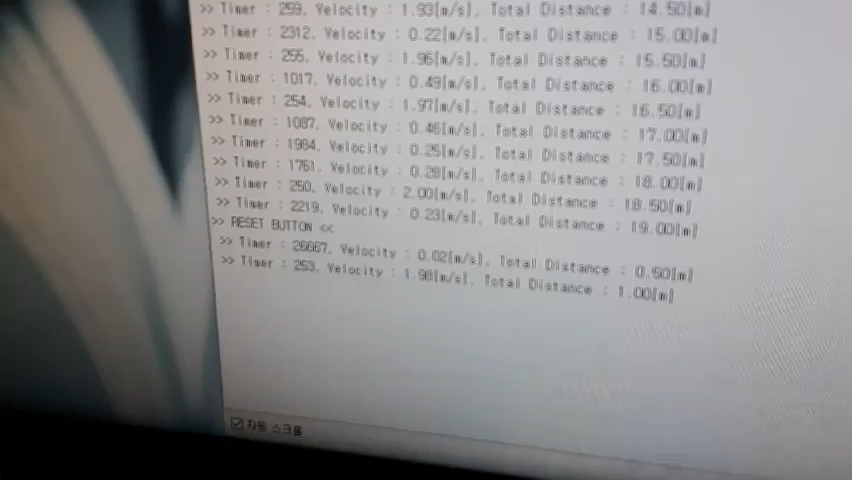 >> Timer : 259, Velocity : 1.93[m/s], Total Distance : 14.50[m]
>> Timer : 2312, Velocity : 0.22[m/s], Total Distance : 15.00[m]
>> Timer : 255, Velocity : 1.96[m/s], Total Distance : 15.50[m]
>> Timer : 1017, Velocity : 0.49[m/s], Total Distance : 16.00[m]
>> Timer : 254, Velocity : 1.97[m/s], Total Distance : 16.50[m]
>> Timer : 1087, Velocity : 0.46[m/s], Total Distance : 17.00[m]
>> Timer : 1984, Velocity : 0.25[m/s], Total Distance : 17.50[m]
>> Timer : 1761, Velocity : 0.28[m/s], Total Distance : 18.00[m]
>> Timer : 250, Velocity : 2.00[m/s], Total Distance : 18.50[m]
>> Timer : 2219, Velocity : 0.23[m/s], Total Distance : 19.00[m]
>> RESET BUTTON <<
>> Timer : 26667, Velocity : 0.02[m/s], Total Distance : 0.50[m]
>> Timer : 253, Velocity : 1.98[m/s], Total Distance : 1.00[m]
자동 스크롤